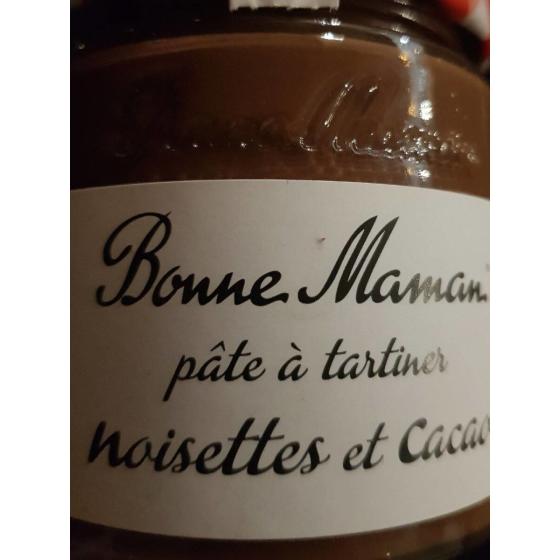 Bonne Maman
pâte à tartiner
noisettes et Cacao